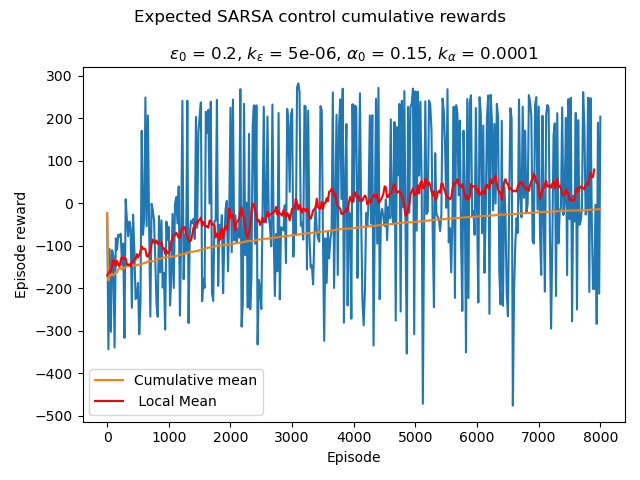 Expected SARSA control cumulative rewards
ε₀ = 0.2, kε = 5e-06, α₀ = 0.15, kα = 0.0001
300
200
100
0
−100
−200
−300
−400
−500
Episode reward
Cumulative mean
Local Mean
0 1000 2000 3000 4000 5000 6000 7000 8000
Episode